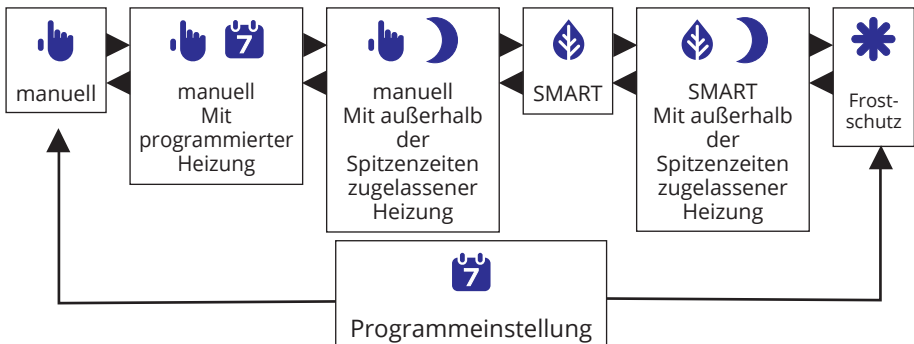 manuell
7
manuell
Mit
programmierter
Heizung
manuell
Mit außerhalb
der
Spitzenzeiten
zugelassener
Heizung
SMART
SMART
Mit außerhalb
der
Spitzenzeiten
zugelassener
Heizung
Frost-
schutz
7
Programmeinstellung